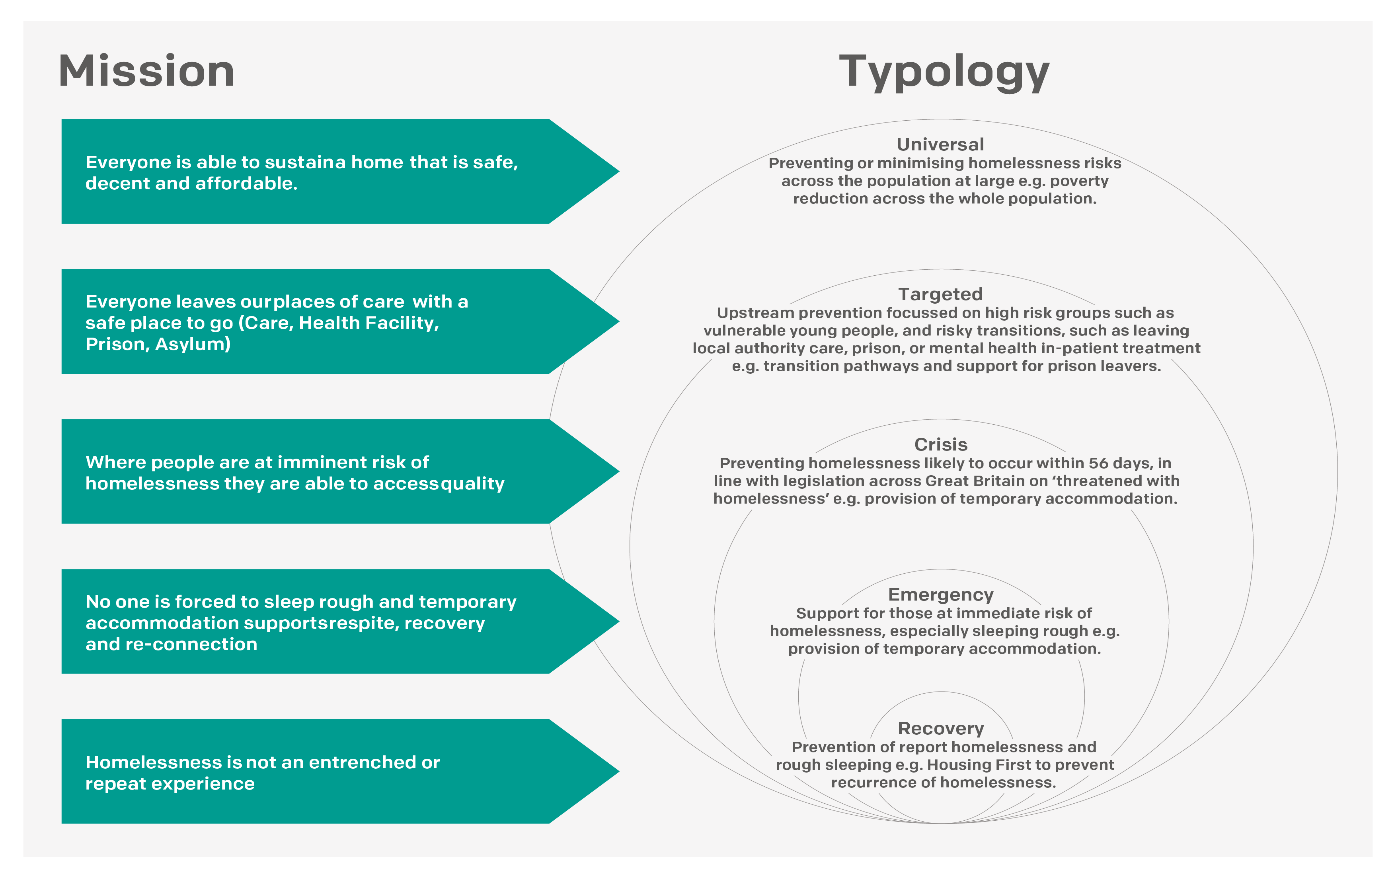 Mission
Typology
Everyone is able to sustain a home that is safe,
decent and affordable.
Universal
Preventing or minimising homelessness risks
across the population at large e.g. poverty
reduction across the whole population.
Everyone leaves our places of care with a
safe place to go (Care, Health Facility,
Prison, Asylum)
Targeted
Upstream prevention focussed on high risk groups such as
vulnerable young people, and risky transitions, such as leaving
local authority care, prison, or mental health in-patient treatment
e.g. transition pathways and support for prison leavers.
Where people are at imminent risk of
homelessness they are able to access quality
Crisis
Preventing homelessness likely to occur within 56 days, in
line with legislation across Great Britain on ‘threatened with
homelessness’ e.g. provision of temporary accommodation.
No one is forced to sleep rough and temporary
accommodation supports respite, recovery
and re-connection
Emergency
Support for those at immediate risk of
homelessness, especially sleeping rough e.g.
provision of temporary accommodation.
Homelessness is not an entrenched or
repeat experience
Recovery
Prevention of report homelessness and
rough sleeping e.g. Housing First to prevent
recurrence of homelessness.